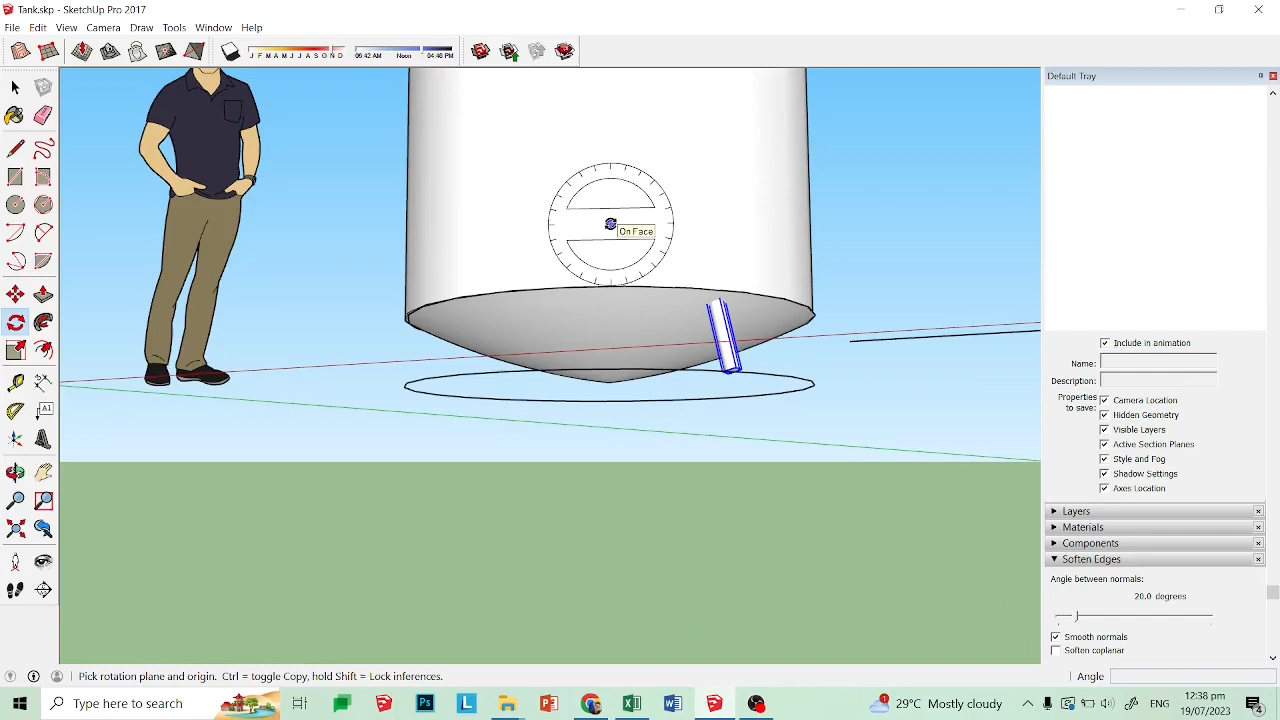 Tank.skp - SketchUp Pro 2017
File Edit View Camera Draw Tools Window Help
J F M A M J J A S O N D
06:42 AM Noon 04:46 PM
Default Tray
On Face
A1
Include in animation
Name:
Description:
Properties to save:
Camera Location
Hidden Geometry
Visible Layers
Active Section Planes
Style and Fog
Shadow Settings
Axes Location
Layers
Materials
Components
Soften Edges
Angle between normals:
20.0 degrees
Smooth normals
Soften coplanar
Pick rotation plane and origin. Ctrl = toggle Copy, hold Shift = Lock inferences.
Angle
Type here to search
29°C Mostly cloudy
ENG
12:38 pm
19/07/2023